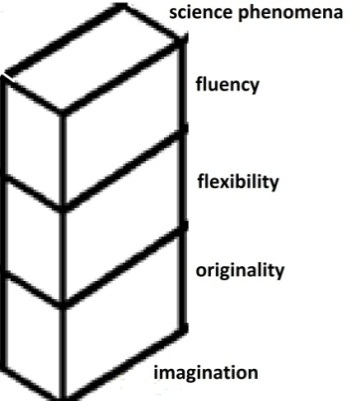 science phenomena
fluency
flexibility
originality
imagination